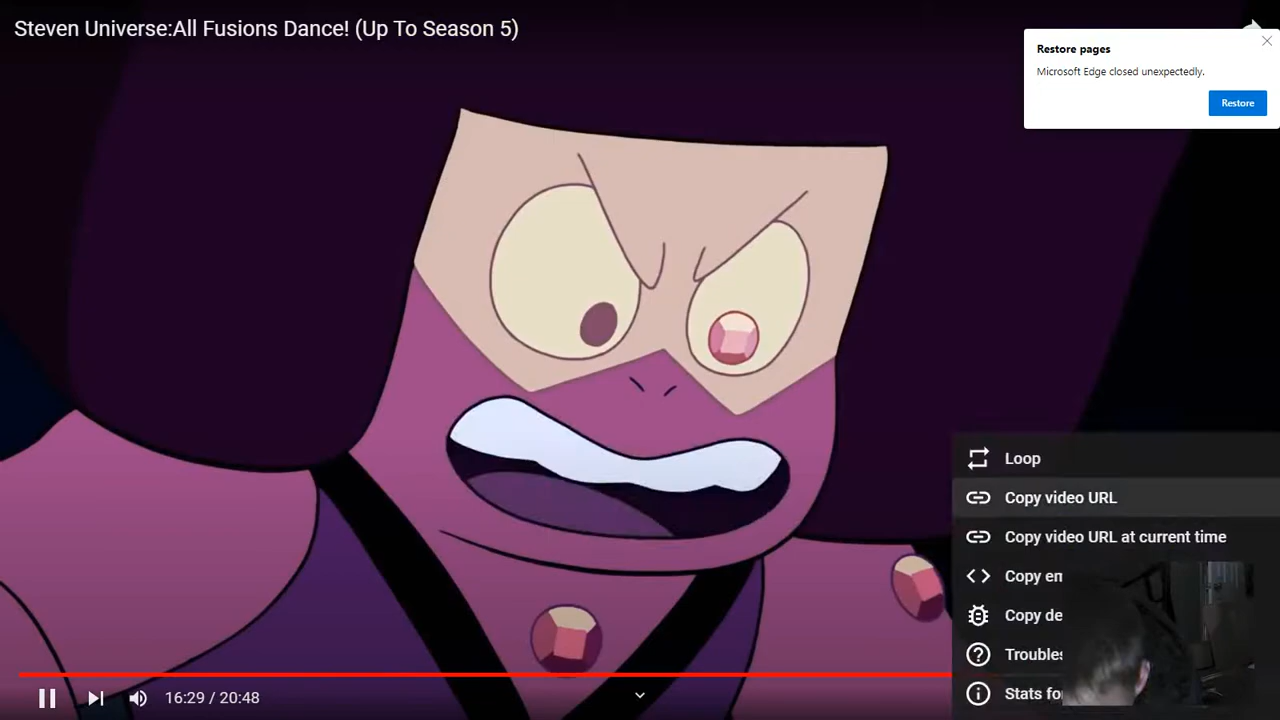 Steven Universe:All Fusions Dance! (Up To Season 5)
Restore pages
Microsoft Edge closed unexpectedly.
Restore
Loop
Copy video URL
Copy video URL at current time
Copy en
Copy de
Troubles
Stats fo
16:29 / 20:48